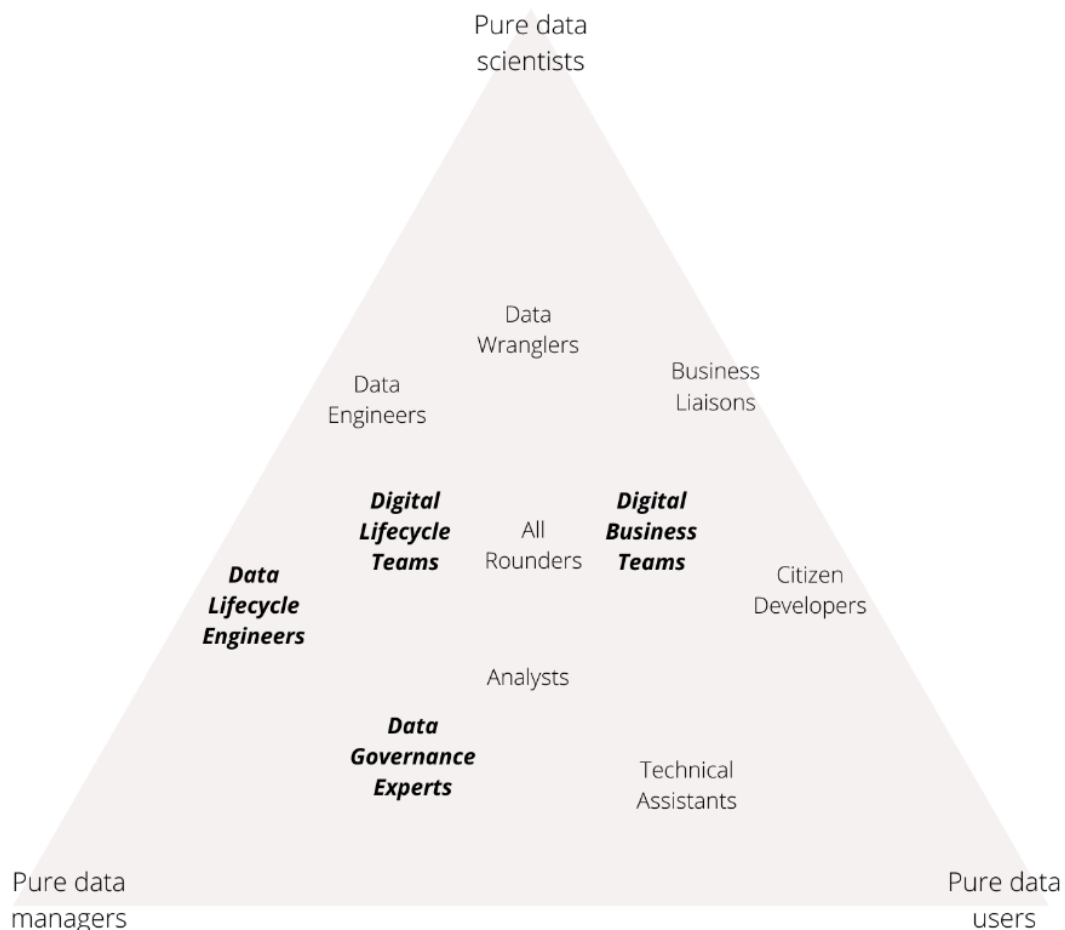 Pure data
scientists
Data
Wranglers
Business
Liaisons
Data
Engineers
Digital
Lifecycle
Teams
All
Rounders
Digital
Business
Teams
Data
Lifecycle
Engineers
Citizen
Developers
Analysts
Data
Governance
Experts
Technical
Assistants
Pure data
managers
Pure data
users